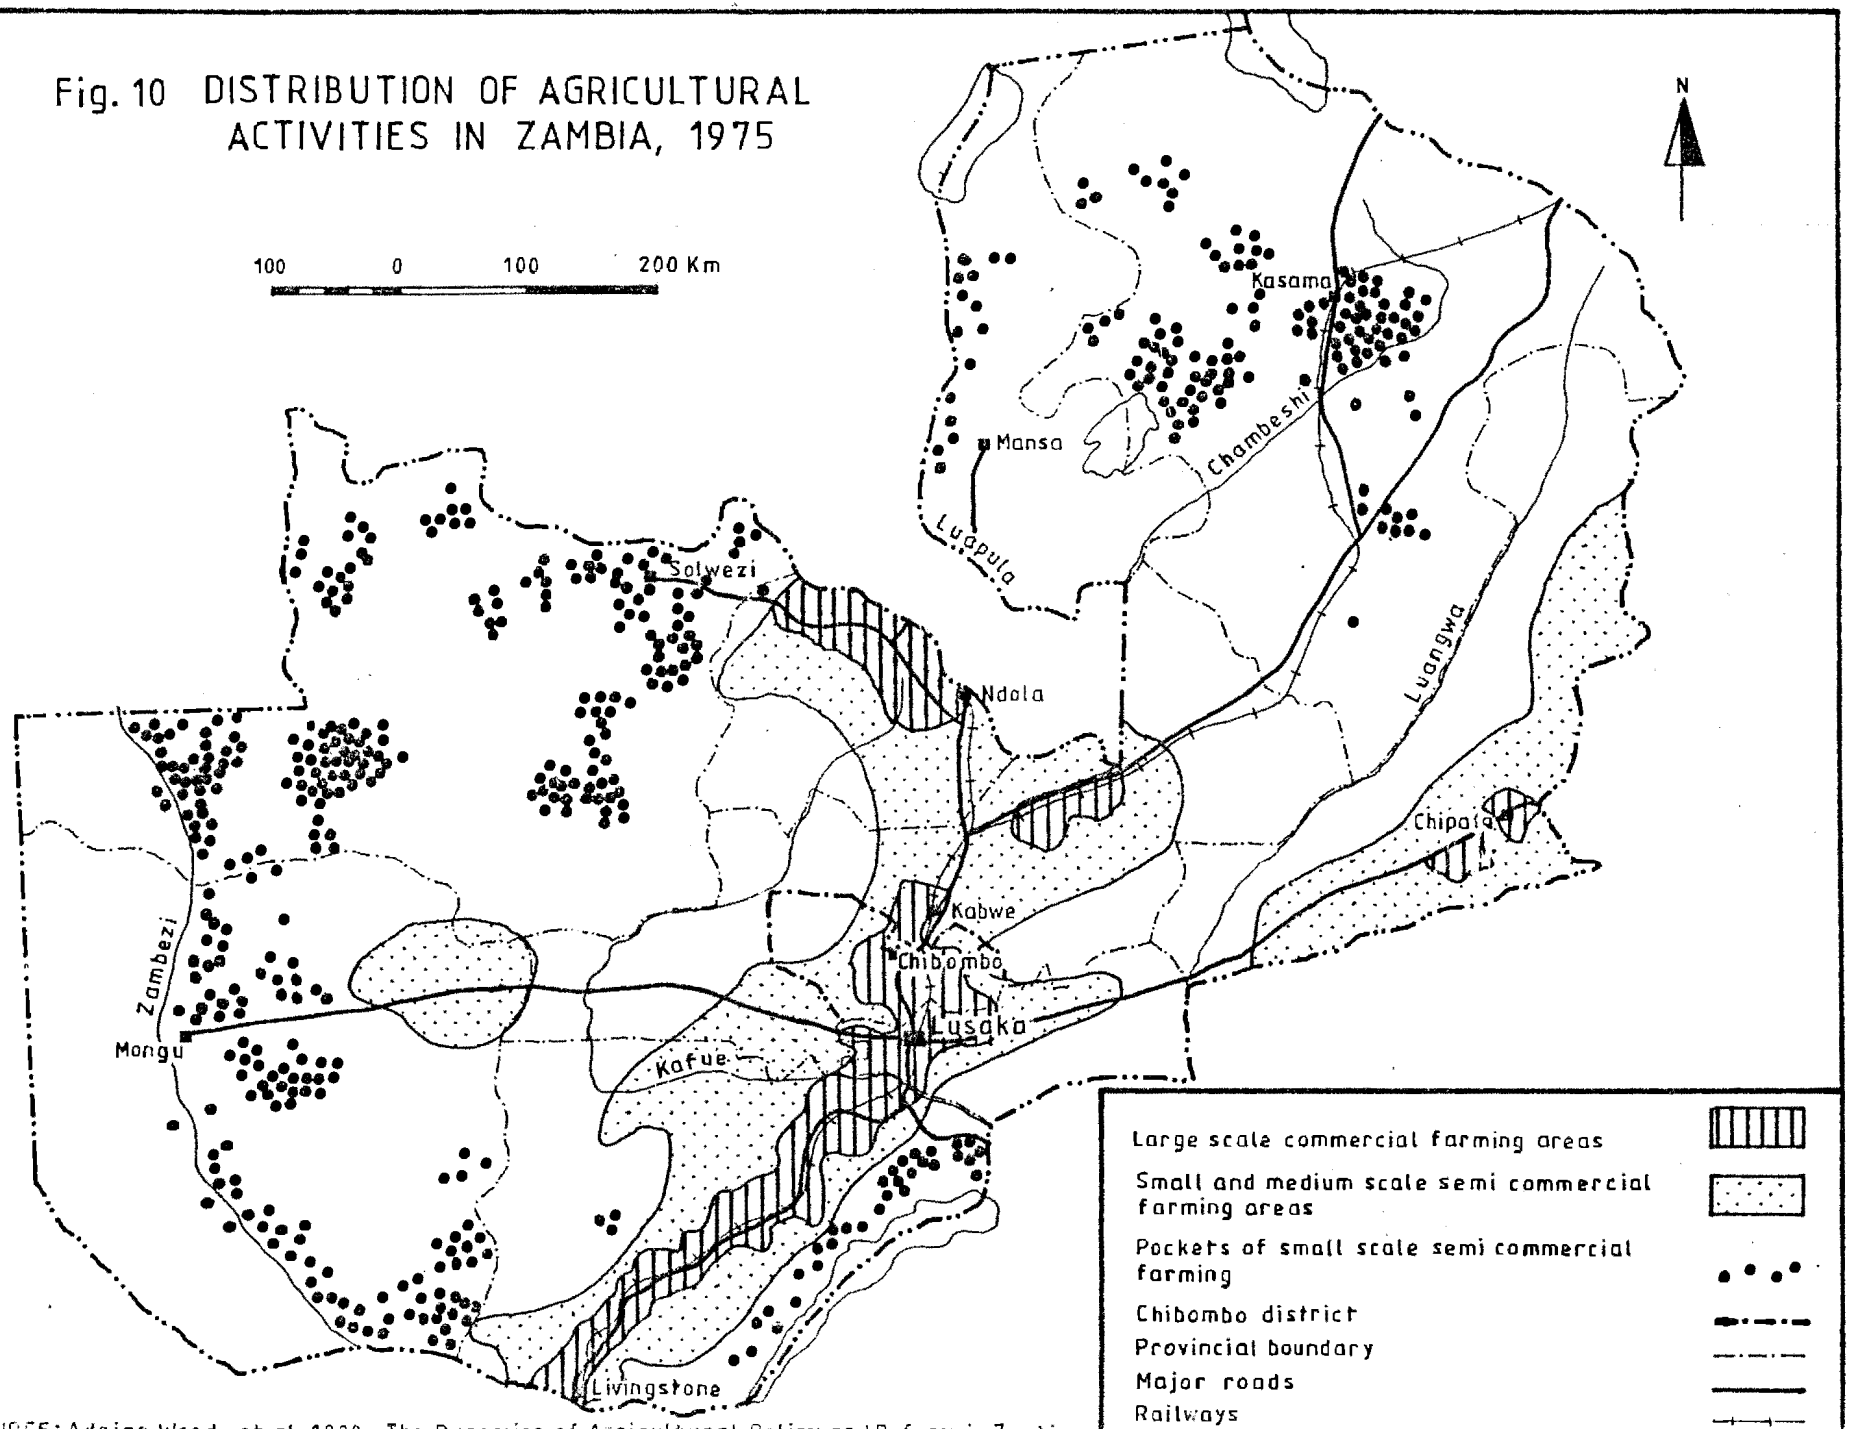 Fig. 10 DISTRIBUTION OF AGRICULTURAL
ACTIVITIES IN ZAMBIA, 1975
N
100 0 100 200 Km
Kasama
Mansa
Chambeshi
Luapula
Solwezi
Luangwa
Ndola
Chipata
Kabwe
Zambezi
Chibombo
Lusaka
Mongu
Kafue
Livingstone
Large scale commercial farming areas
Small and medium scale semi commercial
farming areas
Pockets of small scale semi commercial
farming
Chibombo district
Provincial boundary
Major roads
Railways